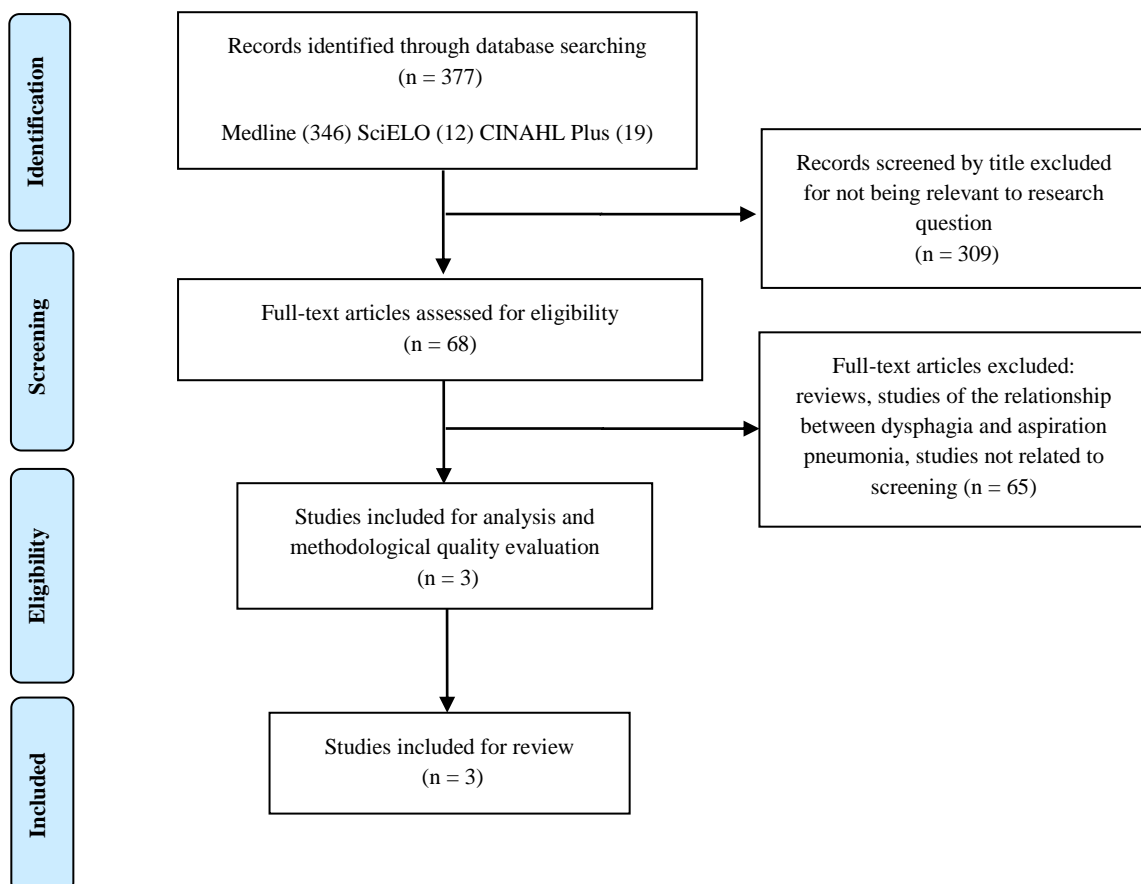 Identification
Records identified through database searching
(n = 377)
Medline (346) SciELO (12) CINAHL Plus (19)
Records screened by title excluded
for not being relevant to research
question
(n = 309)
Screening
Full-text articles assessed for eligibility
(n = 68)
Full-text articles excluded:
reviews, studies of the relationship
between dysphagia and aspiration
pneumonia, studies not related to
screening (n = 65)
Eligibility
Studies included for analysis and
methodological quality evaluation
(n = 3)
Included
Studies included for review
(n = 3)